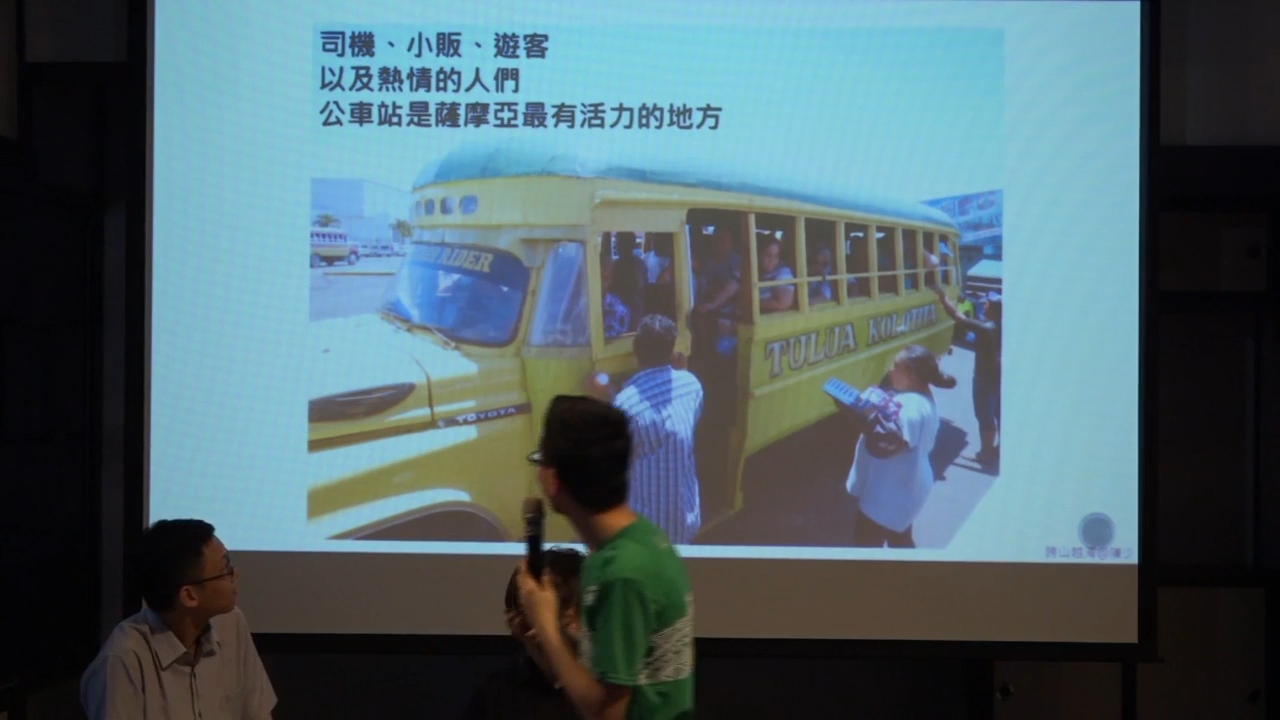 司機、小販、遊客
以及熱情的人們
公車站是薩摩亞最有活力的地方
RIDER
TULUA KOLOTITA
TOYOTA